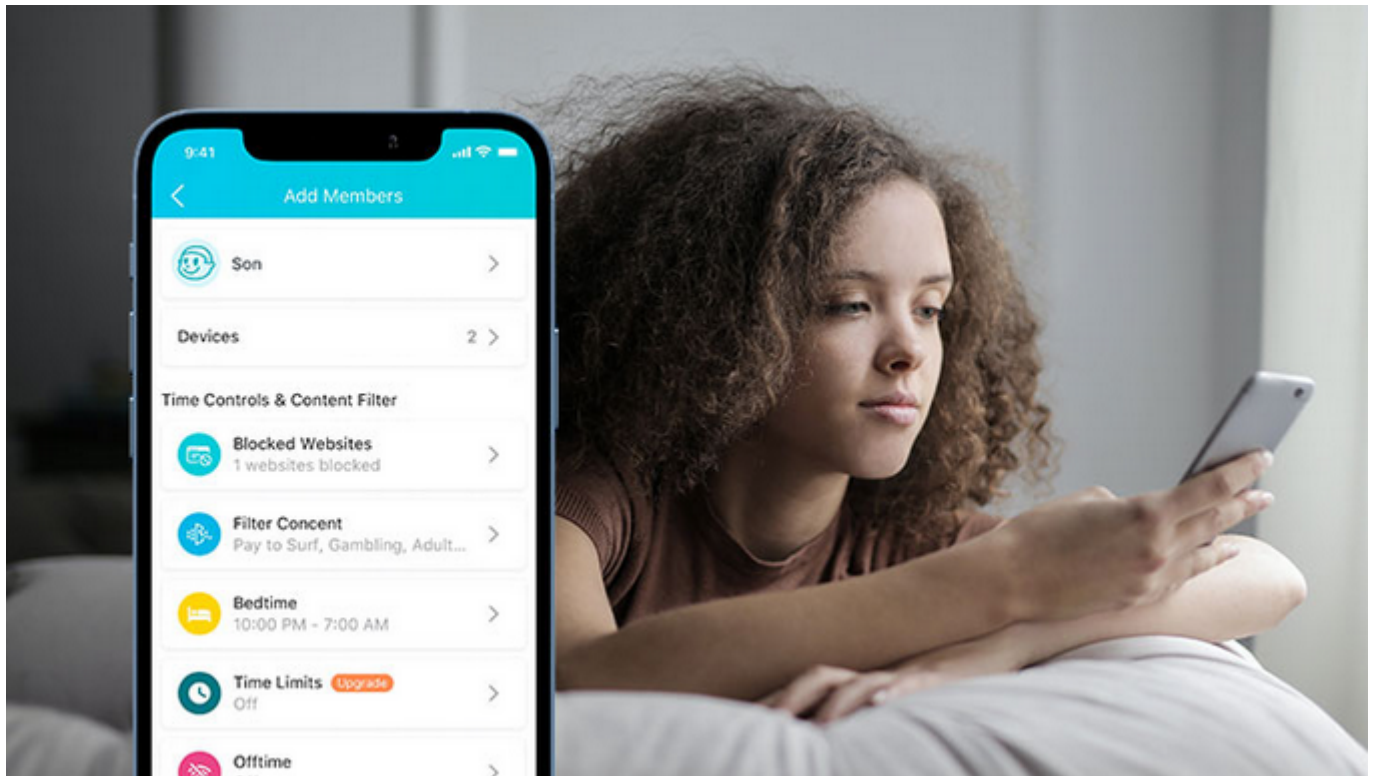 9:41
Add Members
Son
Devices 2
Time Controls & Content Filter
Blocked Websites
1 websites blocked
Filter Concent
Pay to Surf, Gambling, Adult...
Bedtime
10:00 PM - 7:00 AM
Time Limits Upgrade
Off
Offtime